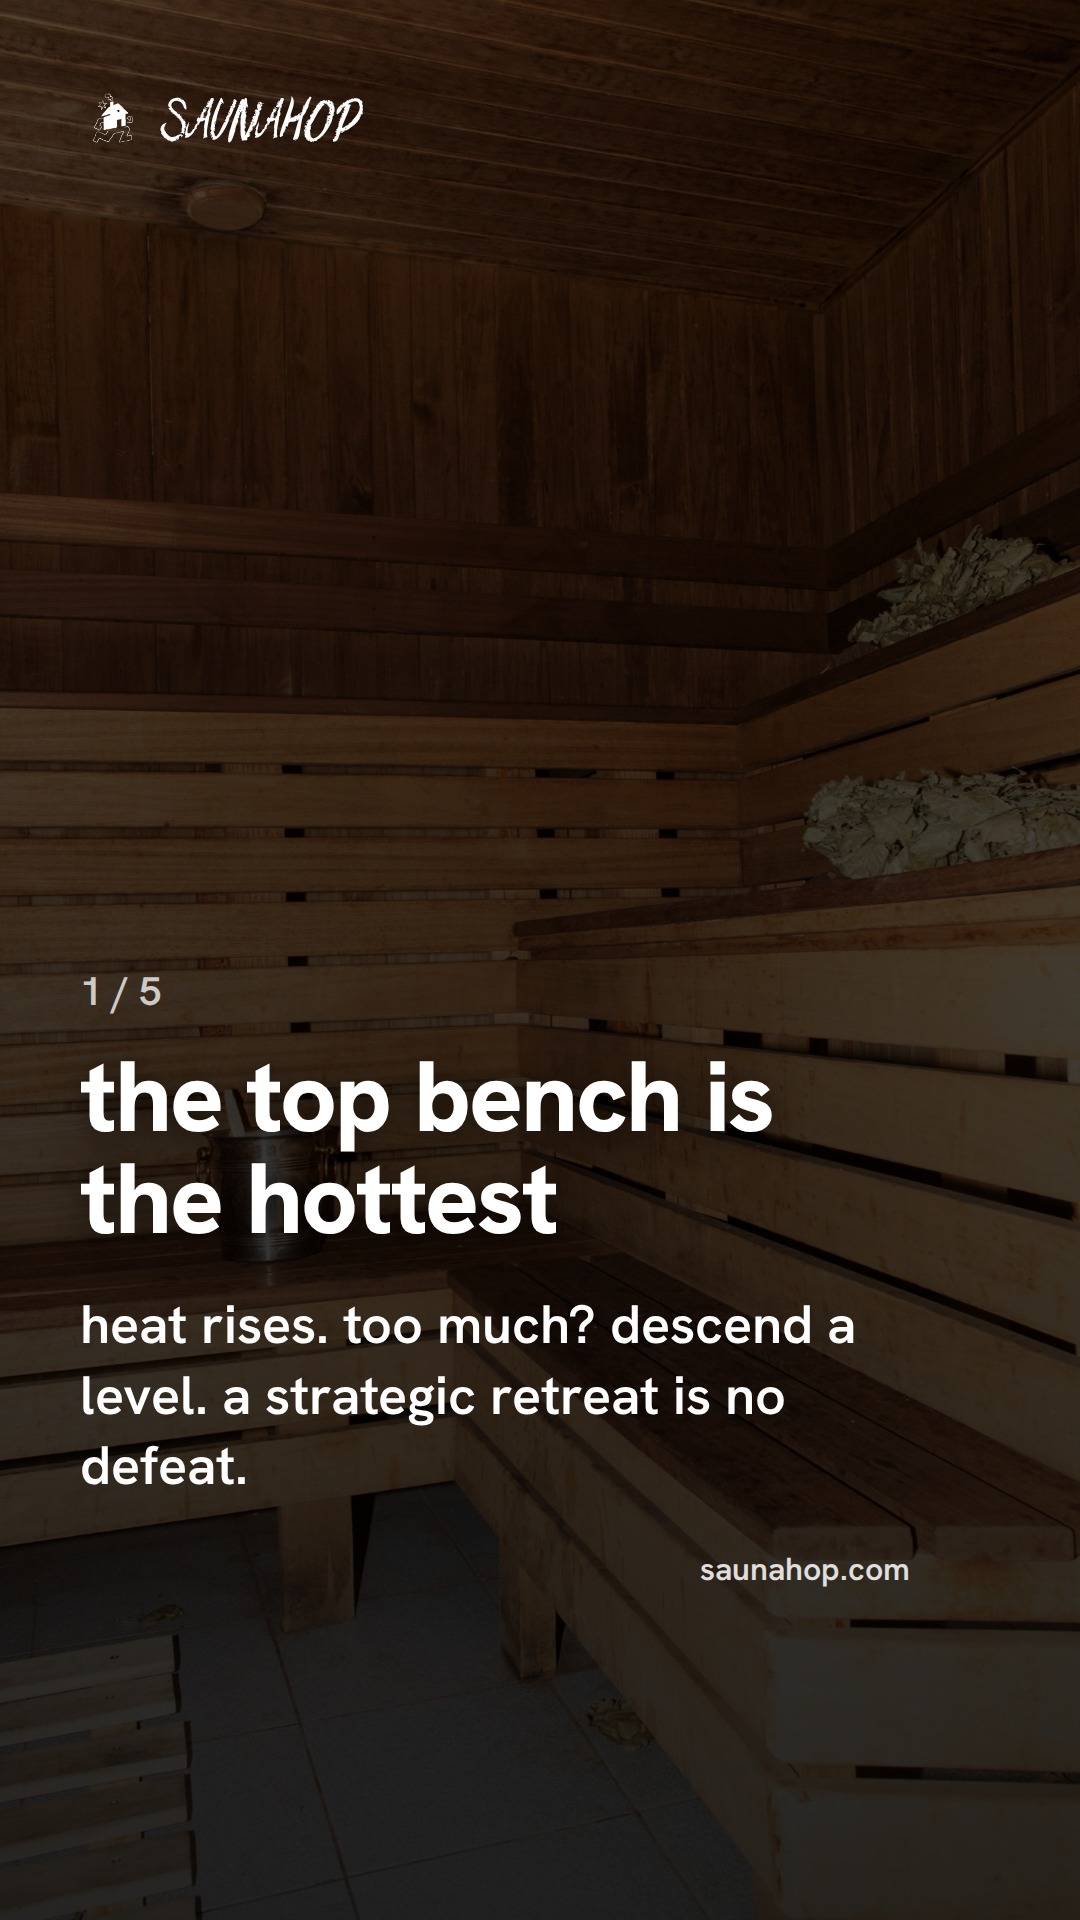 SAUNAHOP
1 / 5
the top bench is
the hottest
heat rises. too much? descend a
level. a strategic retreat is no
defeat.
saunahop.com